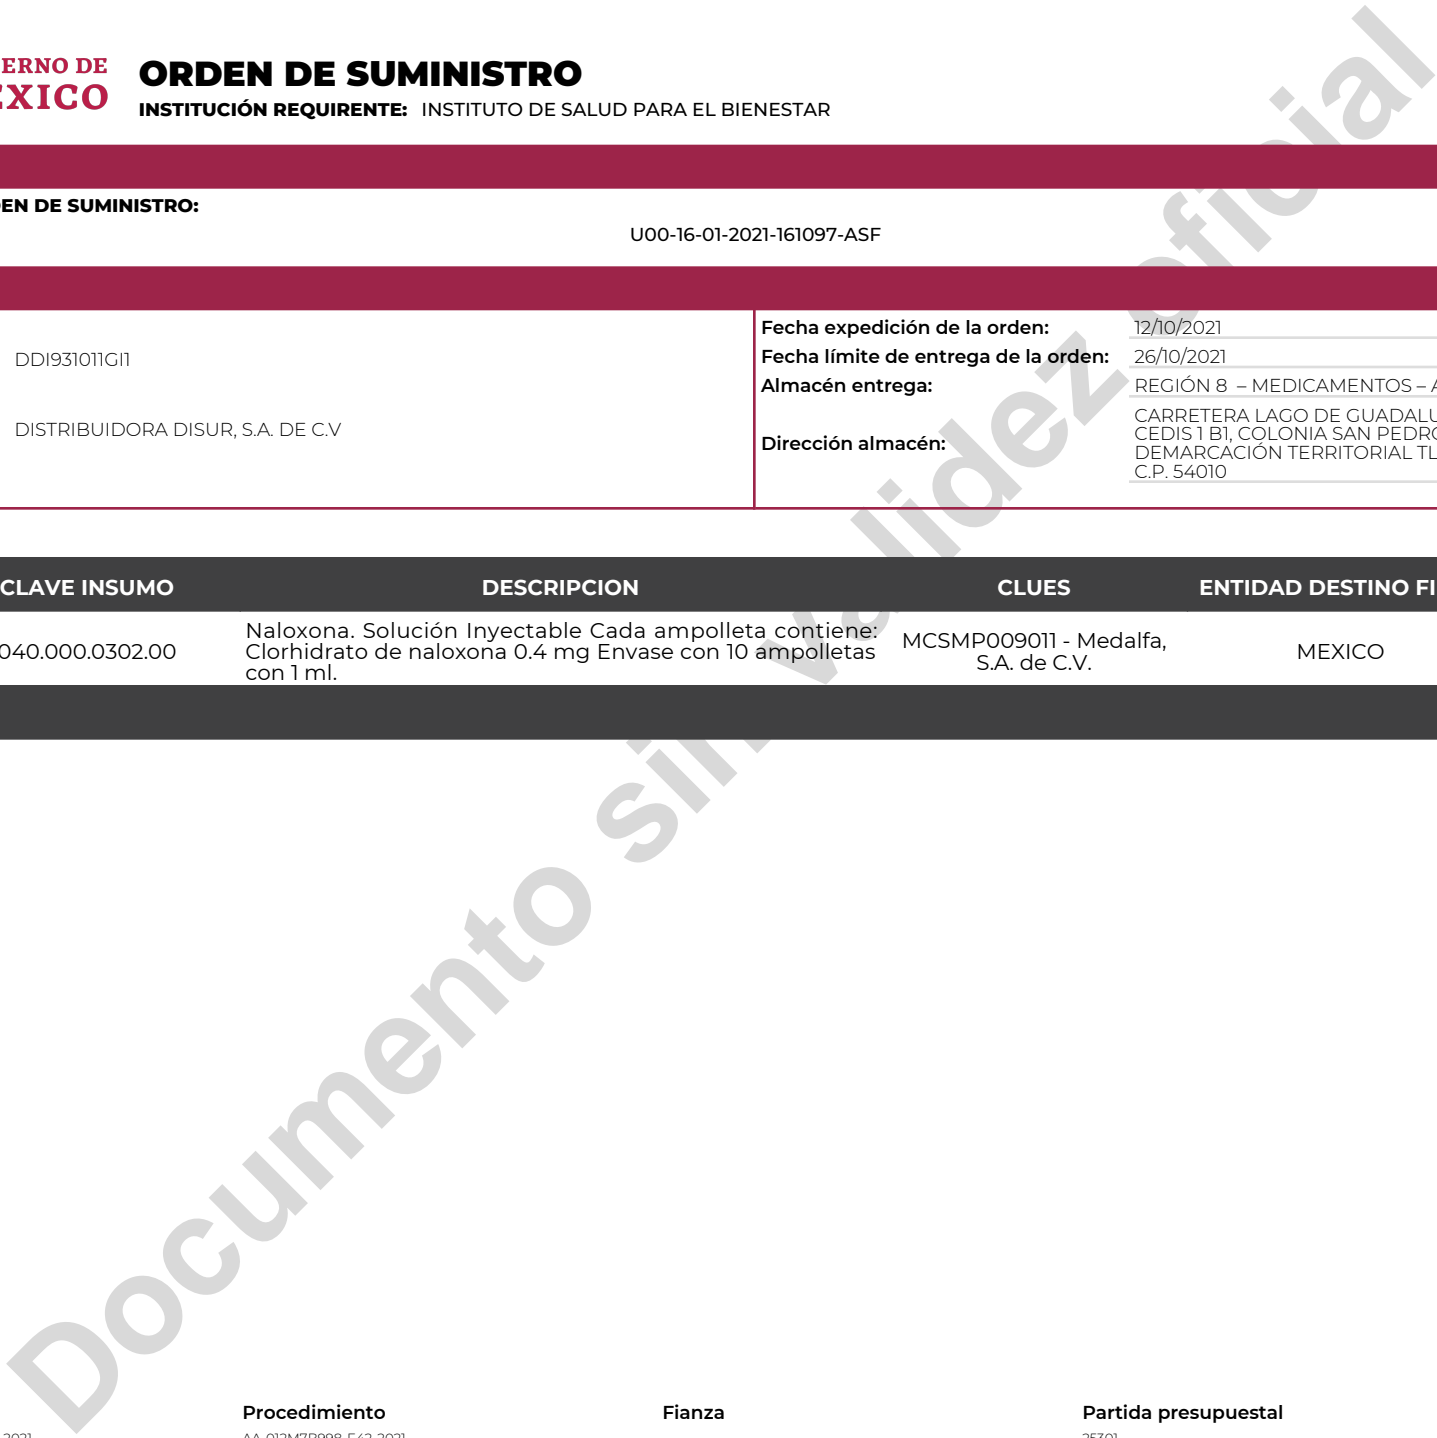 ERNO DE
EXICO
ORDEN DE SUMINISTRO
INSTITUCIÓN REQUIRENTE: INSTITUTO DE SALUD PARA EL BIENESTAR
EN DE SUMINISTRO:
U00-16-01-2021-161097-ASF
DDI931011GI1
DISTRIBUIDORA DISUR, S.A. DE C.V
Fecha expedición de la orden: 12/10/2021
Fecha límite de entrega de la orden: 26/10/2021
Almacén entrega: REGIÓN 8 – MEDICAMENTOS – A
Dirección almacén:
CARRETERA LAGO DE GUADALU
CEDIS 1 B1, COLONIA SAN PEDRO
DEMARCACIÓN TERRITORIAL TL
C.P. 54010
CLAVE INSUMO DESCRIPCION CLUES ENTIDAD DESTINO FI
040.000.0302.00
Naloxona. Solución Inyectable Cada ampolleta contiene:
Clorhidrato de naloxona 0.4 mg Envase con 10 ampolletas
con 1 ml.
MCSMP009011 - Medalfa,
S.A. de C.V.
MEXICO
Documento sin validez oficial
Procedimiento Fianza Partida presupuestal